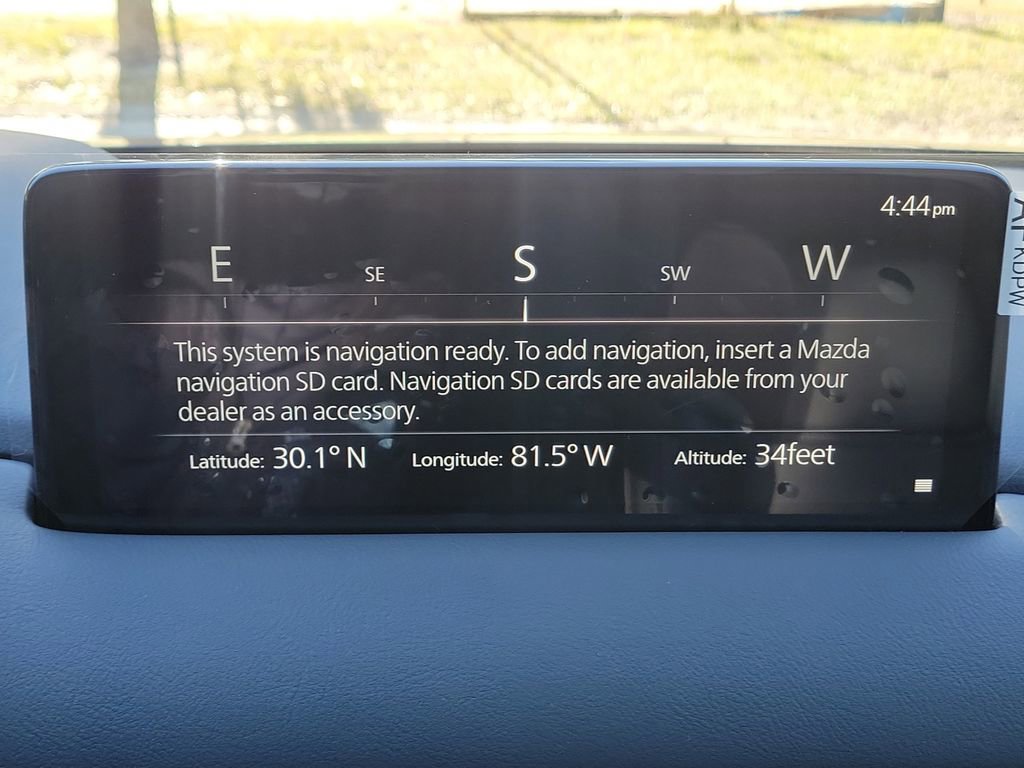 4:44pm
E SE S SW W
This system is navigation ready. To add navigation, insert a Mazda
navigation SD card. Navigation SD cards are available from your
dealer as an accessory.
Latitude: 30.1° N Longitude: 81.5° W Altitude: 34feet